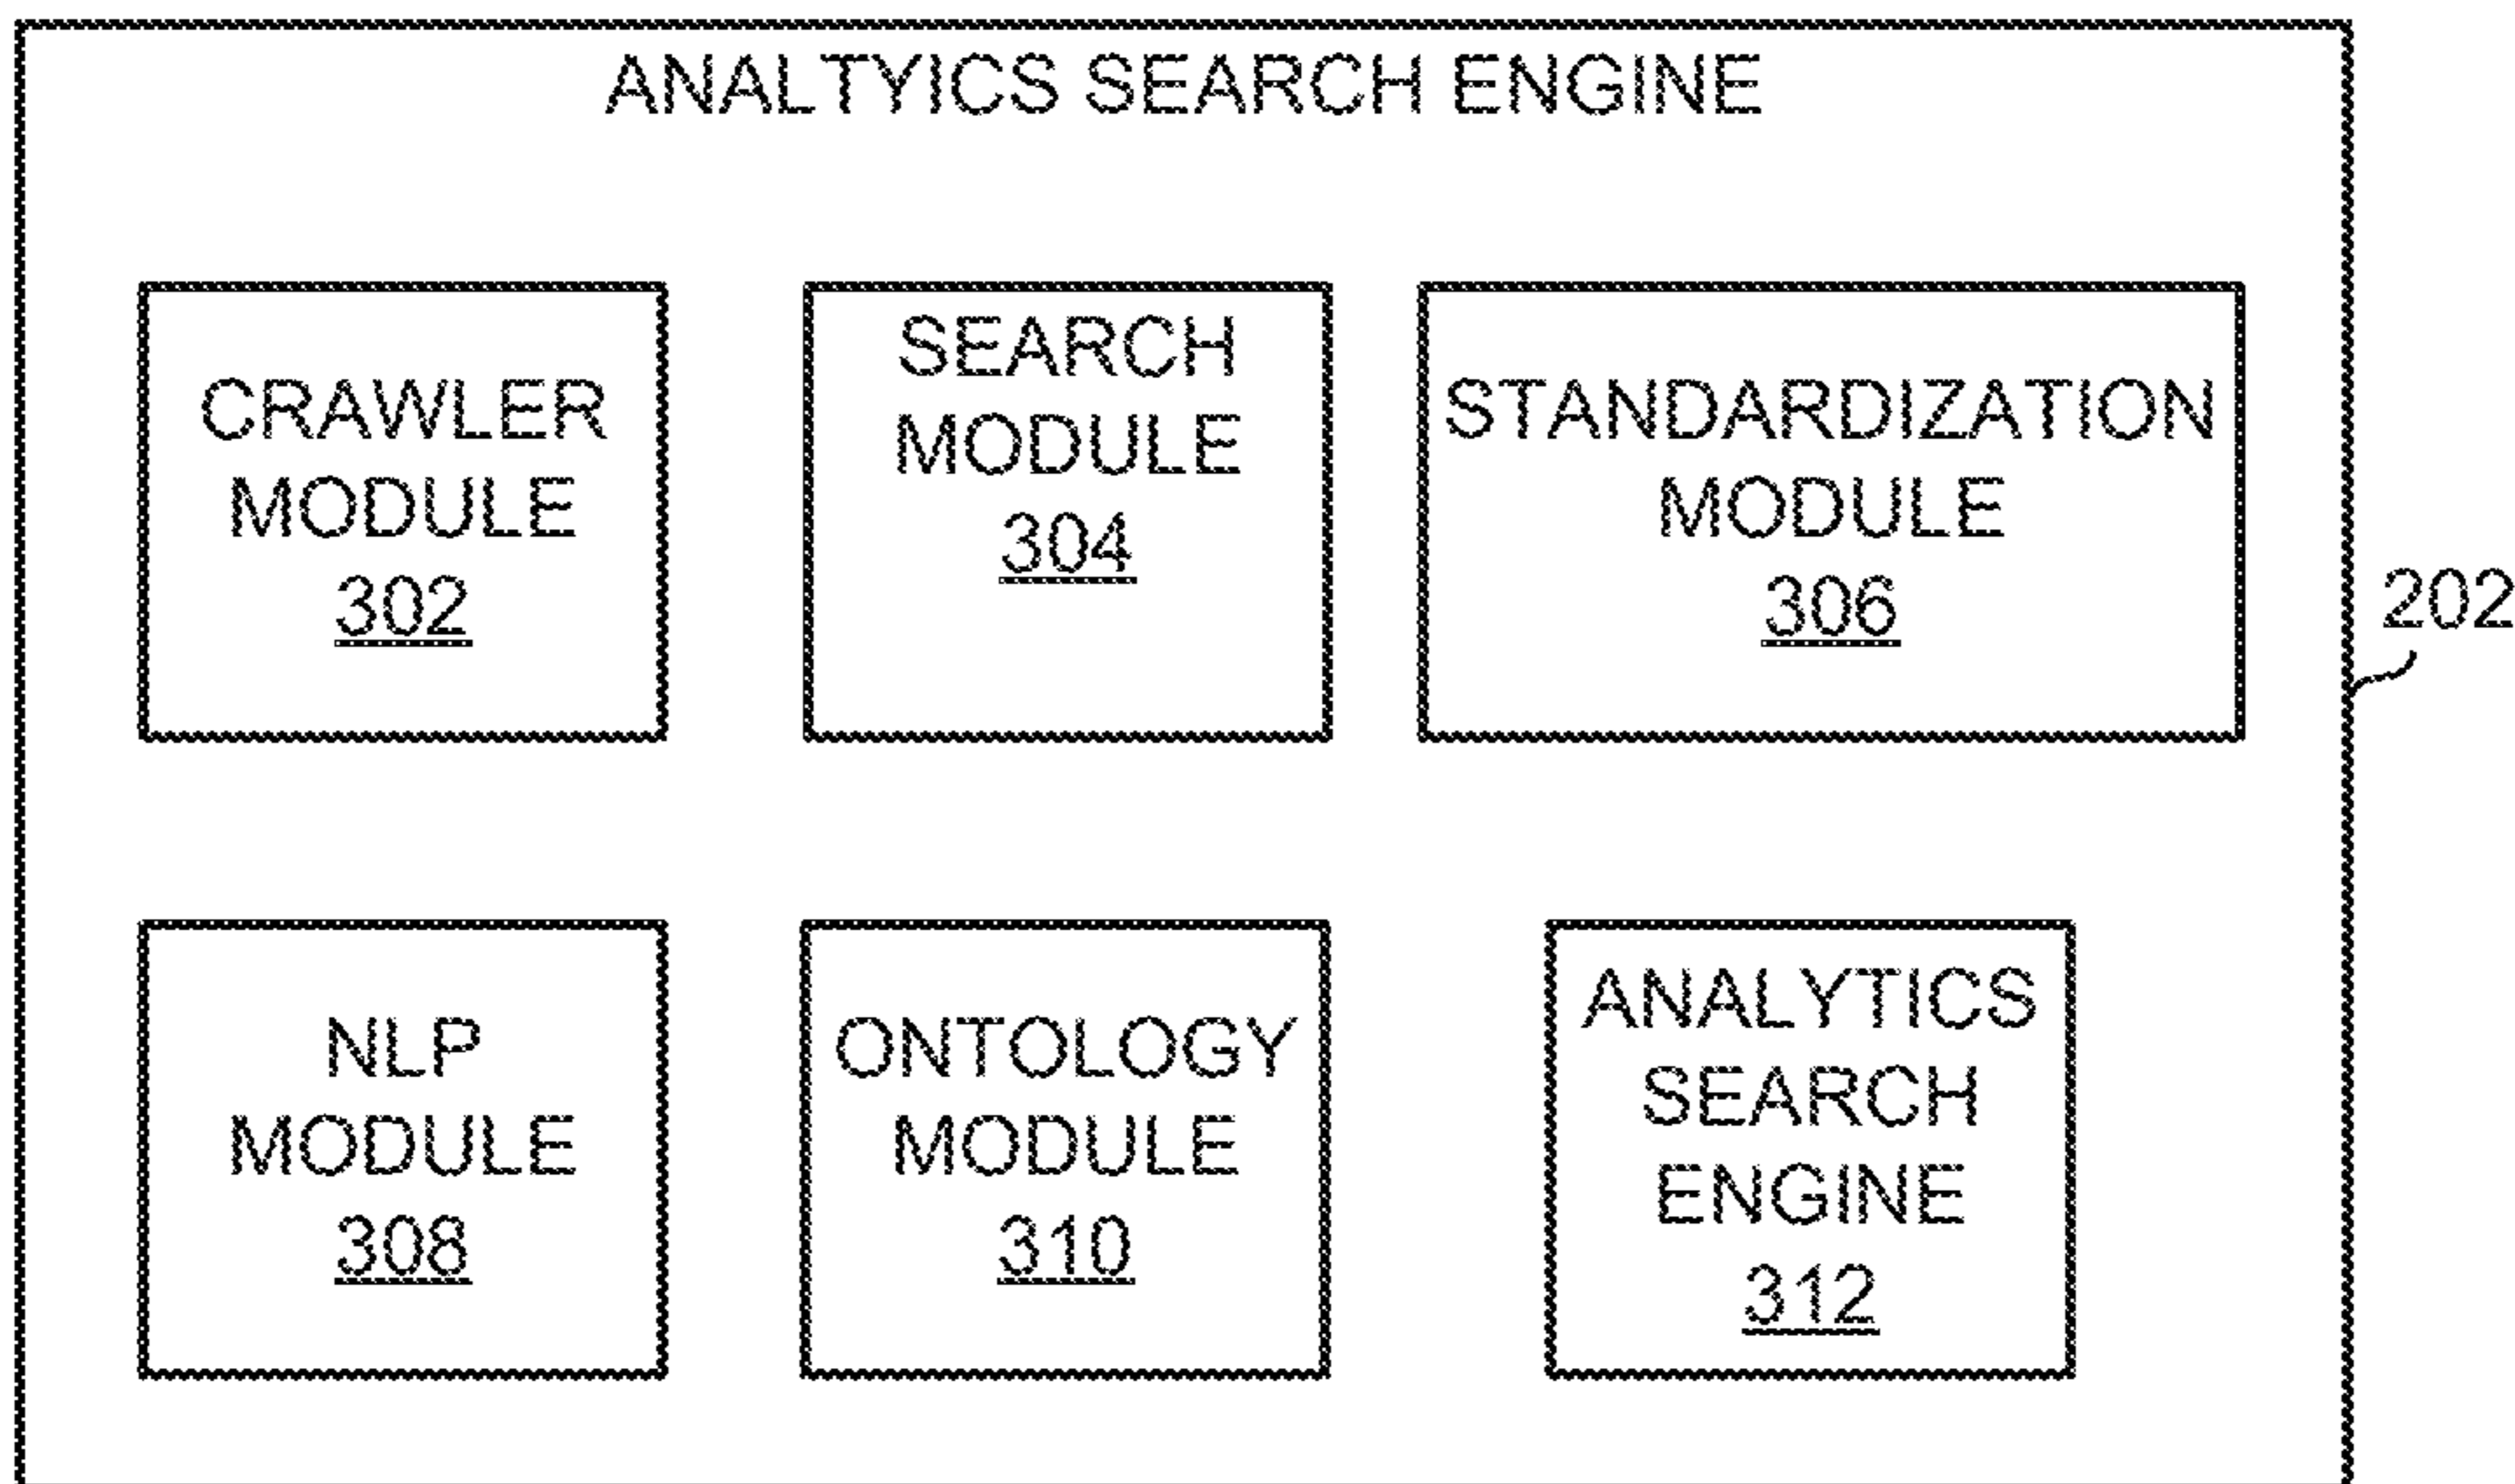 ANALTYICS SEARCH ENGINE
CRAWLER
MODULE
302
SEARCH
MODULE
304
STANDARDIZATION
MODULE
306
202
NLP
MODULE
308
ONTOLOGY
MODULE
310
ANALYTICS
SEARCH
ENGINE
312